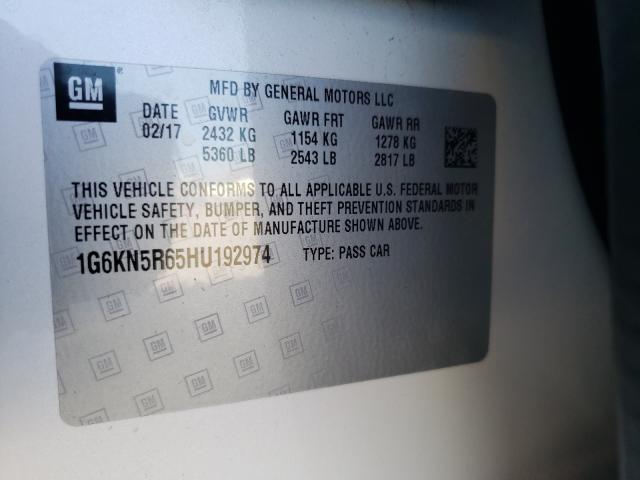 GM
MFD BY GENERAL MOTORS LLC
DATE GVWR GAWR FRT GAWR RR
02/17 2432 KG 1154 KG 1278 KG
5360 LB 2543 LB 2817 LB
THIS VEHICLE CONFORMS TO ALL APPLICABLE U.S. FEDERAL MOTOR
VEHICLE SAFETY, BUMPER, AND THEFT PREVENTION STANDARDS IN
EFFECT ON THE DATE OF MANUFACTURE SHOWN ABOVE.
1G6KN5R65HU192974 TYPE: PASS CAR